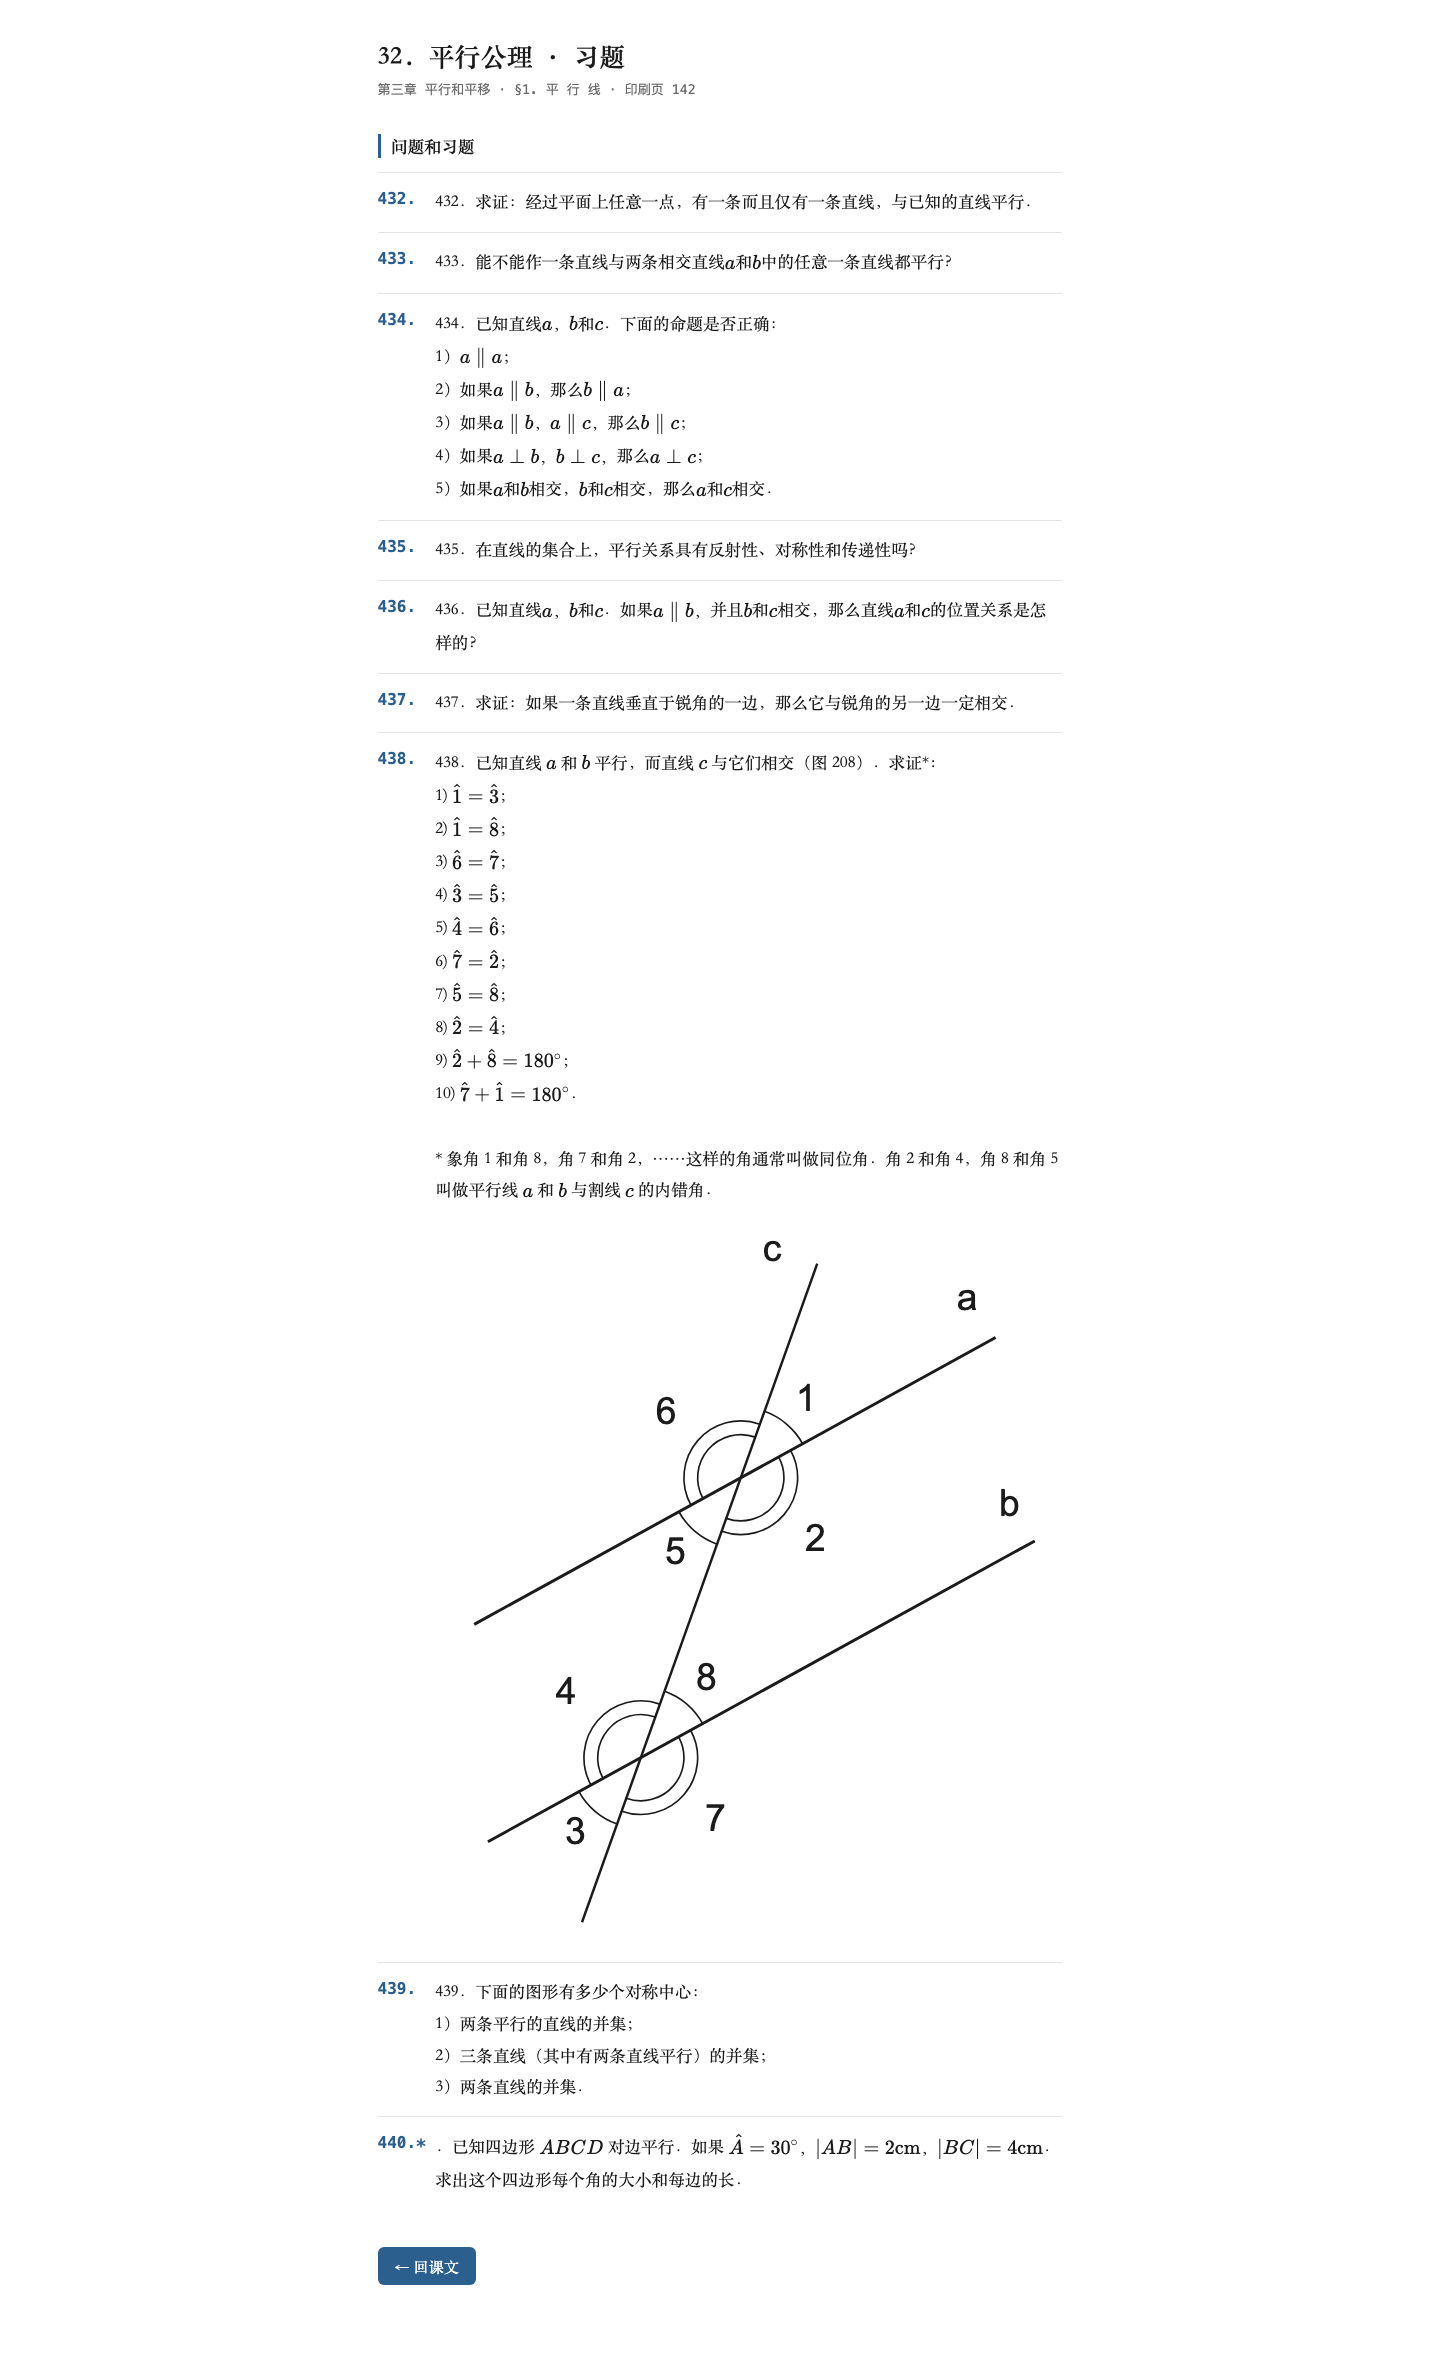 32. 平行公理 · 习题
第三章 平行和平移 · §1. 平 行 线 · 印刷页 142
问题和习题
432. 432. 求证：经过平面上任意一点，有一条而且仅有一条直线，与已知的直线平行.
433. 433. 能不能作一条直线与两条相交直线a和b中的任意一条直线都平行？
434. 434. 已知直线a，b和c. 下面的命题是否正确：
1）a ∥ a；
2）如果a ∥ b，那么b ∥ a；
3）如果a ∥ b，a ∥ c，那么b ∥ c；
4）如果a ⊥ b，b ⊥ c，那么a ⊥ c；
5）如果a和b相交，b和c相交，那么a和c相交.
435. 435. 在直线的集合上，平行关系具有反射性、对称性和传递性吗？
436. 436. 已知直线a，b和c. 如果a ∥ b，并且b和c相交，那么直线a和c的位置关系是怎
样的？
437. 437. 求证：如果一条直线垂直于锐角的一边，那么它与锐角的另一边一定相交.
438. 438. 已知直线 a 和 b 平行，而直线 c 与它们相交（图 208）. 求证*：
1) 1̂ = 3̂；
2) 1̂ = 8̂；
3) 6̂ = 7̂；
4) 3̂ = 5̂；
5) 4̂ = 6̂；
6) 7̂ = 2̂；
7) 5̂ = 8̂；
8) 2̂ = 4̂；
9) 2̂ + 8̂ = 180°；
10) 7̂ + 1̂ = 180°.
* 象角 1 和角 8，角 7 和角 2，⋯⋯这样的角通常叫做同位角. 角 2 和角 4，角 8 和角 5
叫做平行线 a 和 b 与割线 c 的内错角.
c
a
1
6
b
2
5
8
4
7
3
439. 439. 下面的图形有多少个对称中心：
1）两条平行的直线的并集；
2）三条直线（其中有两条直线平行）的并集；
3）两条直线的并集.
440.* . 已知四边形 ABCD 对边平行. 如果 Â = 30°，|AB| = 2cm，|BC| = 4cm.
求出这个四边形每个角的大小和每边的长.
← 回课文